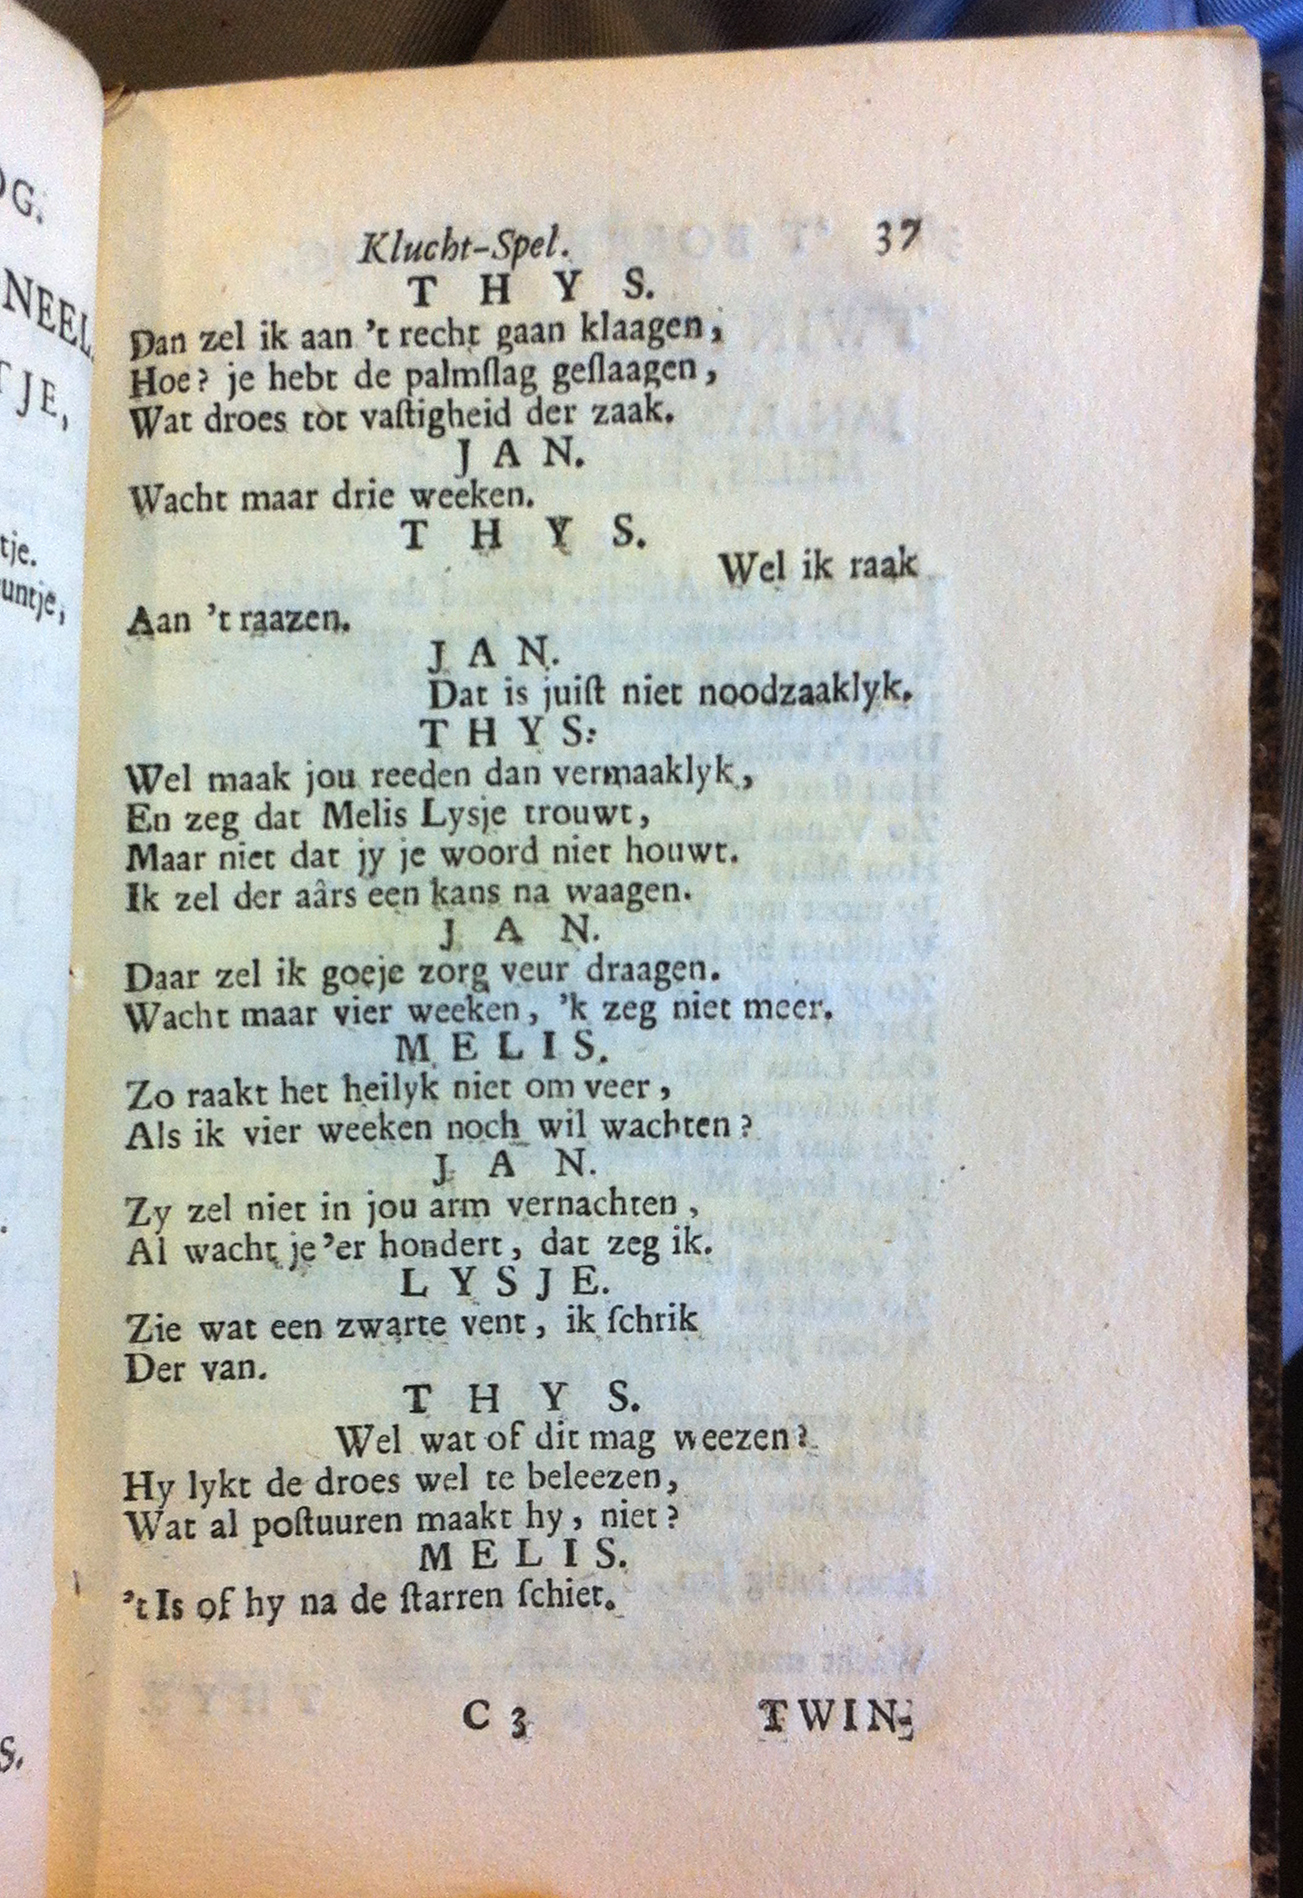 OG.
NEEL.
TJE,
tje.
untje,
S.
Klucht-Spel. 37
T H Y S.
Dan zel ik aan 't recht gaan klaagen,
Hoe? je hebt de palmſlag geſlaagen,
Wat droes tot vaſtigheid der zaak.
J A N.
Wacht maar drie weeken.
T H Y S.
Wel ik raak
Aan 't raazen.
J A N.
Dat is juiſt niet noodzaaklyk.
T H Y S.
Wel maak jou reeden dan vermaaklyk,
En zeg dat Melis Lysje trouwt,
Maar niet dat jy je woord niet houwt.
Ik zel der aârs een kans na waagen.
J A N.
Daar zel ik goeje zorg veur draagen.
Wacht maar vier weeken, 'k zeg niet meer.
M E L I S.
Zo raakt het heilyk niet om veer,
Als ik vier weeken noch wil wachten?
J A N.
Zy zel niet in jou arm vernachten,
Al wacht je 'er hondert, dat zeg ik.
L Y S J E.
Zie wat een zwarte vent, ik ſchrik
Der van.
T H Y S.
Wel wat of dit mag weezen?
Hy lykt de droes wel te beleezen,
Wat al poſtuuren maakt hy, niet?
M E L I S.
't Is of hy na de ſtarren ſchiet.
C 3 TWIN-